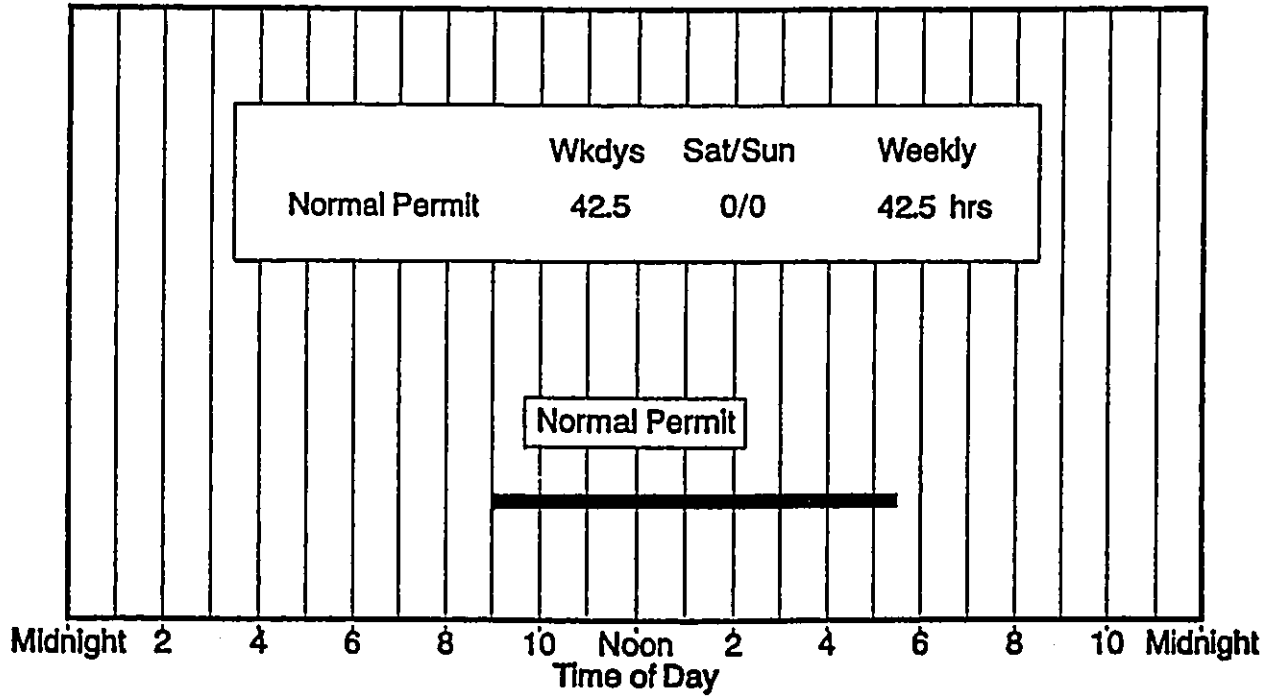 Wkdys Sat/Sun Weekly
Normal Permit 42.5 0/0 42.5 hrs
Normal Permit
Midnight 2 4 6 8 10 Noon 2 4 6 8 10 Midnight
Time of Day